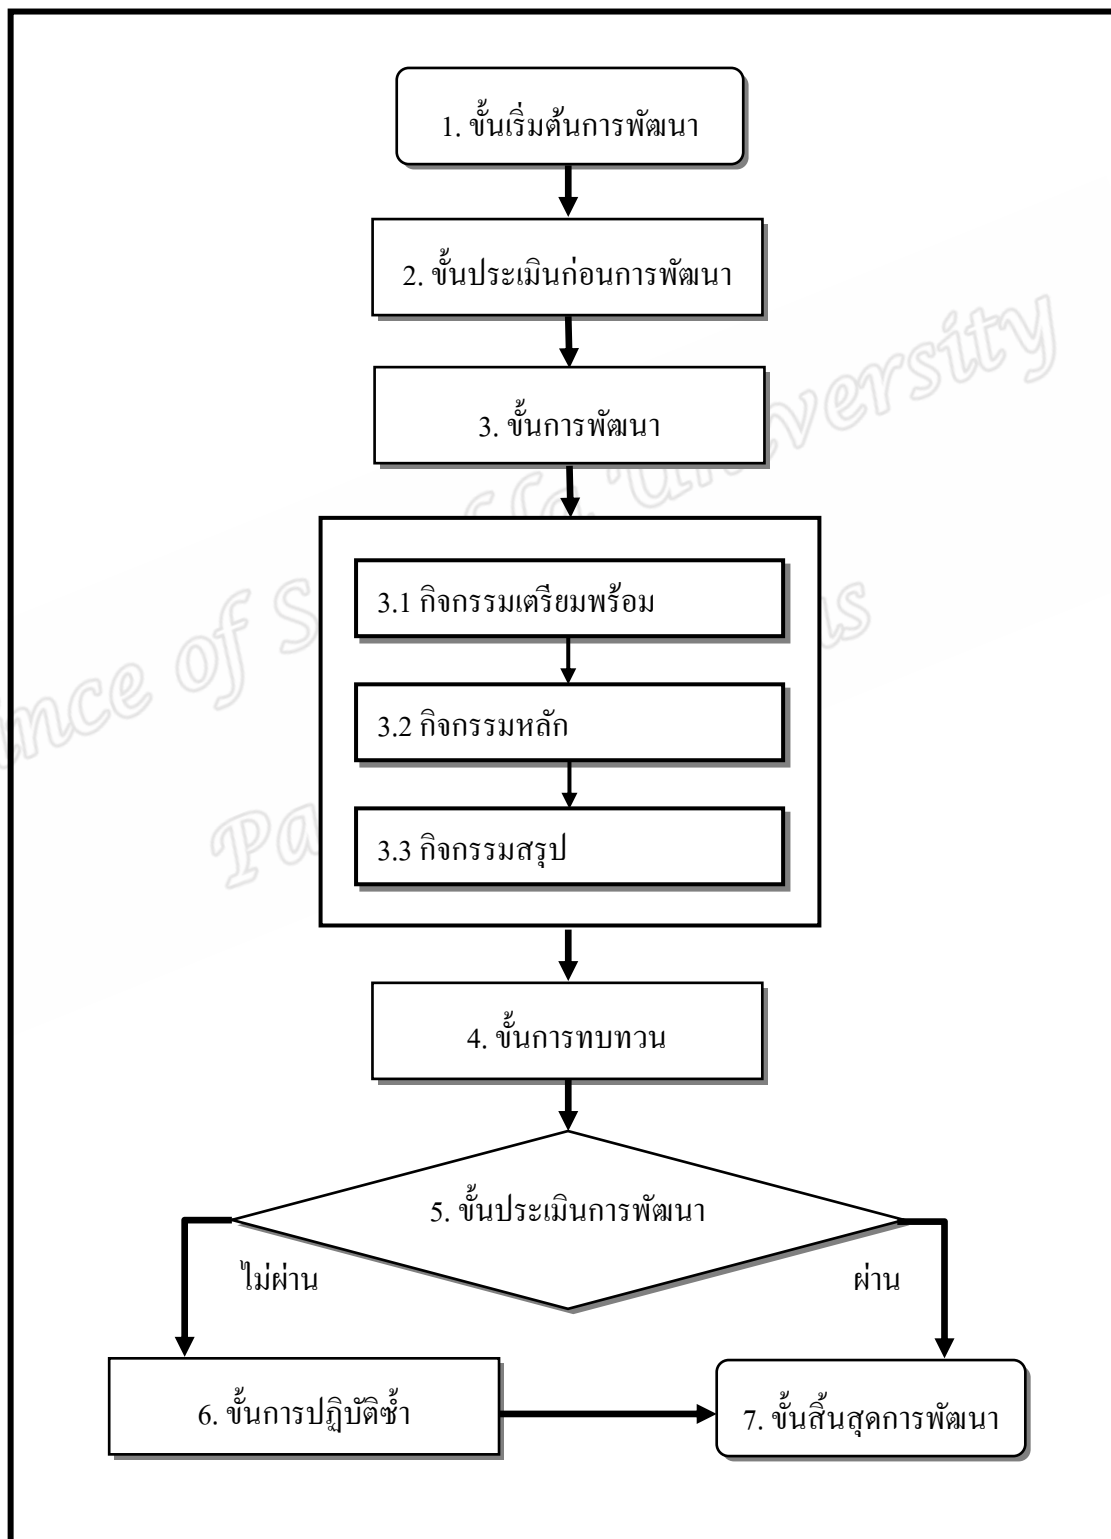 1. ขั้นเริ่มต้นการพัฒนา
2. ขั้นประเมินก่อนการพัฒนา
3. ขั้นการพัฒนา
3.1 กิจกรรมเตรียมพร้อม
3.2 กิจกรรมหลัก
3.3 กิจกรรมสรุป
4. ขั้นการทบทวน
5. ขั้นประเมินการพัฒนา
ไม่ผ่าน
ผ่าน
6. ขั้นการปฏิบัติซ้ำ
7. ขั้นสิ้นสุดการพัฒนา
of